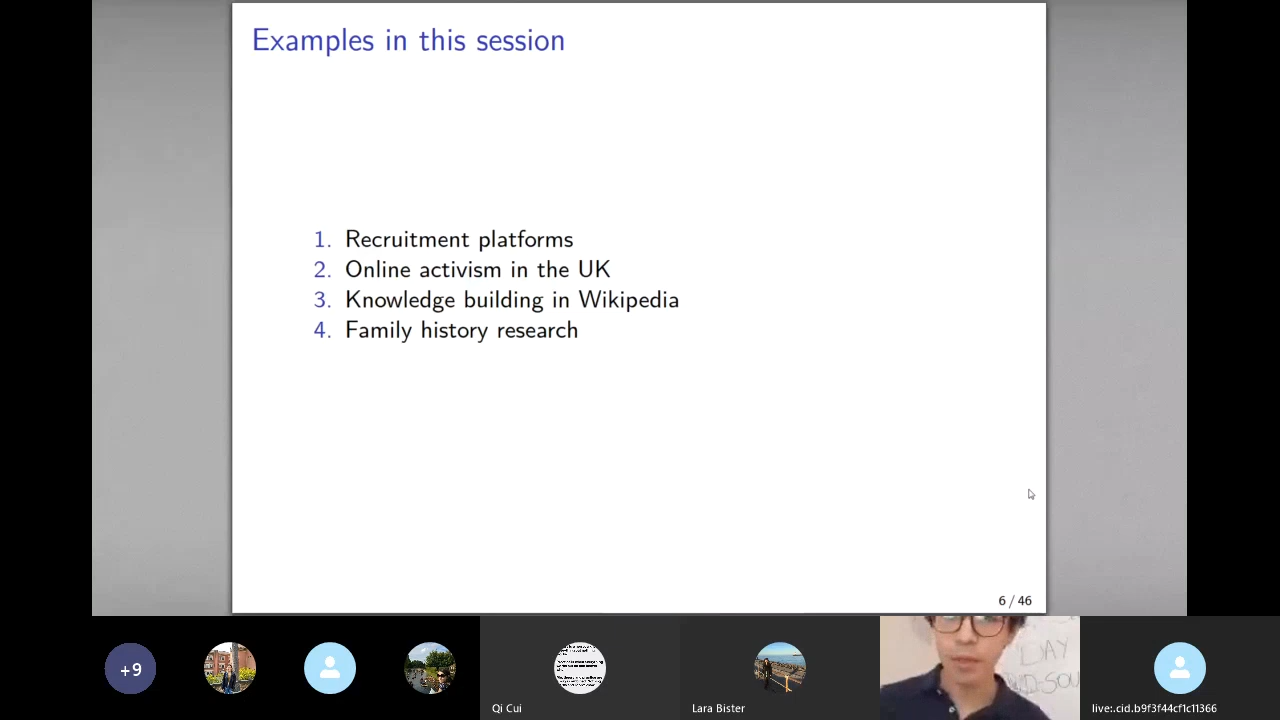 Examples in this session
1. Recruitment platforms
2. Online activism in the UK
3. Knowledge building in Wikipedia
4. Family history research
6 / 46
+9
Qi Cui
Lara Bister
DAY
live:.cid.b9f3f44cf1c11366